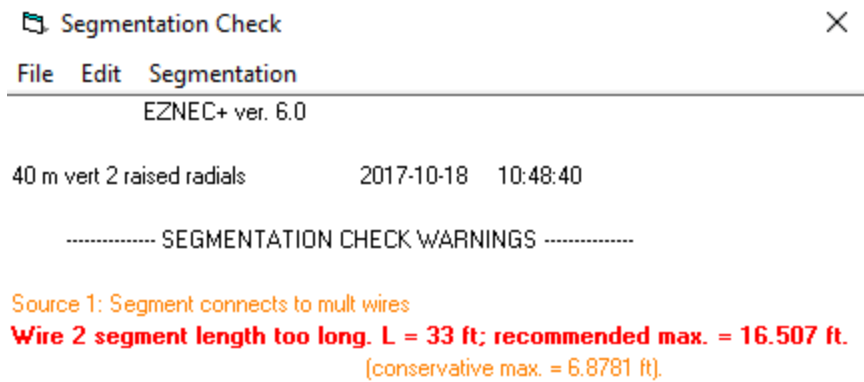 Segmentation Check
File Edit Segmentation
EZNEC+ ver. 6.0
40 m vert 2 raised radials 2017-10-18 10:48:40
--------------- SEGMENTATION CHECK WARNINGS ---------------
Source 1: Segment connects to mult wires
Wire 2 segment length too long. L = 33 ft; recommended max. = 16.507 ft.
(conservative max. = 6.8781 ft).